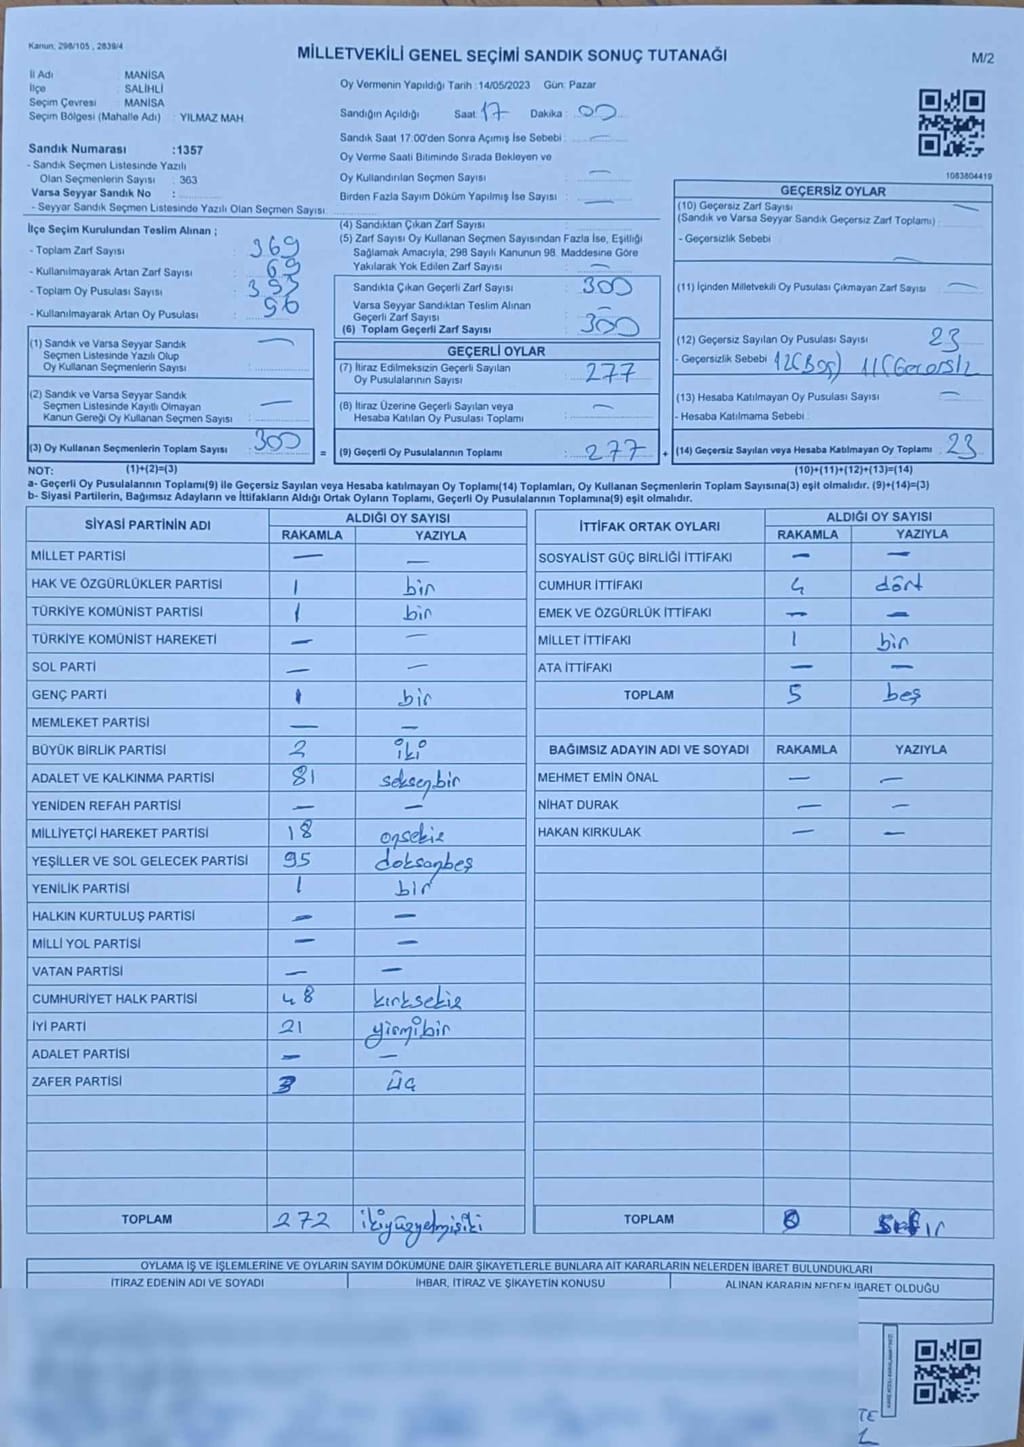 Kanun: 298/105 , 2839/4
MİLLETVEKİLİ GENEL SEÇİMİ SANDIK SONUÇ TUTANAĞI
M/2
İl Adı : MANİSA
İlçe : SALİHLİ
Seçim Çevresi : MANİSA
Seçim Bölgesi (Mahalle Adı) : YILMAZ MAH
Sandık Numarası :1357
- Sandık Seçmen Listesinde Yazılı
Olan Seçmenlerin Sayısı : 363
Varsa Seyyar Sandık No :
- Seyyar Sandık Seçmen Listesinde Yazılı Olan Seçmen Sayısı
Oy Vermenin Yapıldığı Tarih :14/05/2023 Gün: Pazar
Sandığın Açıldığı Saat: 17 Dakika : 00
Sandık Saat 17.00'den Sonra Açımış İse Sebebi : —
Oy Verme Saati Bitiminde Sırada Bekleyen ve
Oy Kullandırılan Seçmen Sayısı : —
Birden Fazla Sayım Döküm Yapılmış İse Sayısı : —
1083804419
İlçe Seçim Kurulundan Teslim Alınan ;
- Toplam Zarf Sayısı : 369
- Kullanılmayarak Artan Zarf Sayısı : 69
- Toplam Oy Pusulası Sayısı : 393
- Kullanılmayarak Artan Oy Pusulası : 96
(4) Sandıktan Çıkan Zarf Sayısı :
(5) Zarf Sayısı Oy Kullanan Seçmen Sayısından Fazla İse, Eşitliği
Sağlamak Amacıyla, 298 Sayılı Kanunun 98. Maddesine Göre
Yakılarak Yok Edilen Zarf Sayısı : —
Sandıkta Çıkan Geçerli Zarf Sayısı : 300
Varsa Seyyar Sandıktan Teslim Alınan
Geçerli Zarf Sayısı : —
(6) Toplam Geçerli Zarf Sayısı : 300
GEÇERSİZ OYLAR
(10) Geçersiz Zarf Sayısı : —
(Sandık ve Varsa Seyyar Sandık Geçersiz Zarf Toplamı)
- Geçersizlik Sebebi : —
(11) İçinden Milletvekili Oy Pusulası Çıkmayan Zarf Sayısı : —
(12) Geçersiz Sayılan Oy Pusulası Sayısı : 23
- Geçersizlik Sebebi : 12(Boş) 11(Geçersiz
(13) Hesaba Katılmayan Oy Pusulası Sayısı : —
- Hesaba Katılmama Sebebi :
(14) Geçersiz Sayılan veya Hesaba Katılmayan Oy Toplamı : 23
(1) Sandık ve Varsa Seyyar Sandık
Seçmen Listesinde Yazılı Olup
Oy Kullanan Seçmenlerin Sayısı : —
(2) Sandık ve Varsa Seyyar Sandık
Seçmen Listesinde Kayıtlı Olmayan
Kanun Gereği Oy Kullanan Seçmen Sayısı : —
(3) Oy Kullanan Seçmenlerin Toplam Sayısı : 300
=
GEÇERLİ OYLAR
(7) İtiraz Edilmeksizin Geçerli Sayılan
Oy Pusulalarının Sayısı : 277
(8) İtiraz Üzerine Geçerli Sayılan veya
Hesaba Katılan Oy Pusulası Toplamı : —
(9) Geçerli Oy Pusulalarının Toplamı : 277
+
NOT: (1)+(2)=(3) (10)+(11)+(12)+(13)=(14)
a- Geçerli Oy Pusulalarının Toplamı(9) ile Geçersiz Sayılan veya Hesaba katılmayan Oy Toplamı(14) Toplamları, Oy Kullanan Seçmenlerin Toplam Sayısına(3) eşit olmalıdır. (9)+(14)=(3)
b- Siyasi Partilerin, Bağımsız Adayların ve İttifakların Aldığı Ortak Oyların Toplamı, Geçerli Oy Pusulalarının Toplamına(9) eşit olmalıdır.
SİYASİ PARTİNİN ADI ALDIĞI OY SAYISI
RAKAMLA YAZIYLA
MİLLET PARTİSİ — —
HAK VE ÖZGÜRLÜKLER PARTİSİ 1 bir
TÜRKİYE KOMÜNİST PARTİSİ 1 bir
TÜRKİYE KOMÜNİST HAREKETİ — —
SOL PARTİ — —
GENÇ PARTİ 1 bir
MEMLEKET PARTİSİ — —
BÜYÜK BİRLİK PARTİSİ 2 iki
ADALET VE KALKINMA PARTİSİ 81 seksenbir
YENİDEN REFAH PARTİSİ — —
MİLLİYETÇİ HAREKET PARTİSİ 18 onsekiz
YEŞİLLER VE SOL GELECEK PARTİSİ 95 doksanbeş
YENİLİK PARTİSİ 1 bir
HALKIN KURTULUŞ PARTİSİ — —
MİLLİ YOL PARTİSİ — —
VATAN PARTİSİ — —
CUMHURİYET HALK PARTİSİ 48 kırksekiz
İYİ PARTİ 21 yirmibir
ADALET PARTİSİ — —
ZAFER PARTİSİ 3 üç
TOPLAM 272 ikiyüzyetmişiki
İTTİFAK ORTAK OYLARI ALDIĞI OY SAYISI
RAKAMLA YAZIYLA
SOSYALİST GÜÇ BİRLİĞİ İTTİFAKI — —
CUMHUR İTTİFAKI 4 dört
EMEK VE ÖZGÜRLÜK İTTİFAKI — —
MİLLET İTTİFAKI 1 bir
ATA İTTİFAKI — —
TOPLAM 5 beş
BAĞIMSIZ ADAYIN ADI VE SOYADI RAKAMLA YAZIYLA
MEHMET EMİN ÖNAL — —
NİHAT DURAK — —
HAKAN KIRKULAK — —
TOPLAM 0 sıfır
OYLAMA İŞ VE İŞLEMLERİNE VE OYLARIN SAYIM DÖKÜMÜNE DAİR ŞİKAYETLERLE BUNLARA AİT KARARLARIN NELERDEN İBARET BULUNDUKLARI
İTİRAZ EDENİN ADI VE SOYADI İHBAR, İTİRAZ VE ŞİKAYETİN KONUSU ALINAN KARARIN NEDEN İBARET OLDUĞU
TE